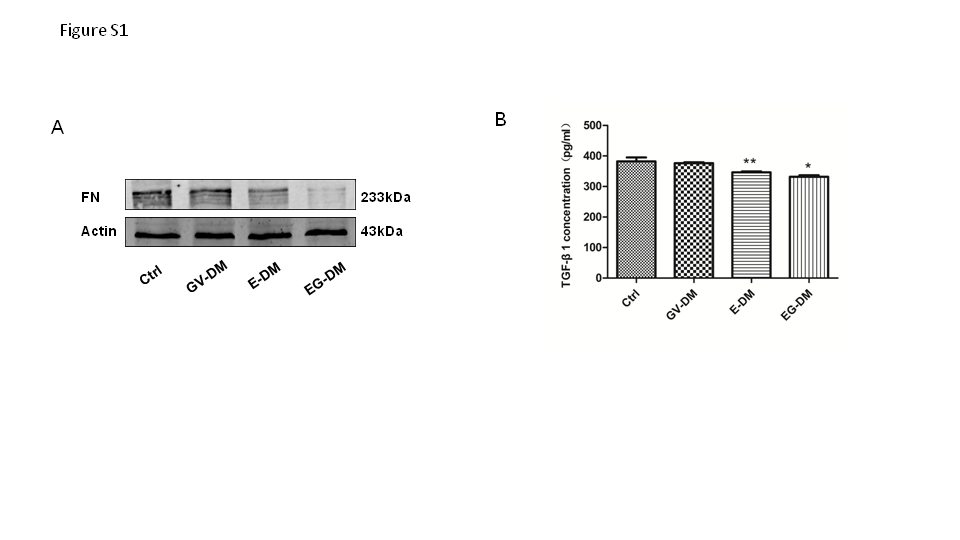 Figure S1
A
FN
233kDa
Actin
43kDa
Ctrl
GV-DM
E-DM
EG-DM
B
TGF-β 1 concentration（pg/ml）
500
400
300
200
100
0
**
*
Ctrl
GV-DM
E-DM
EG-DM